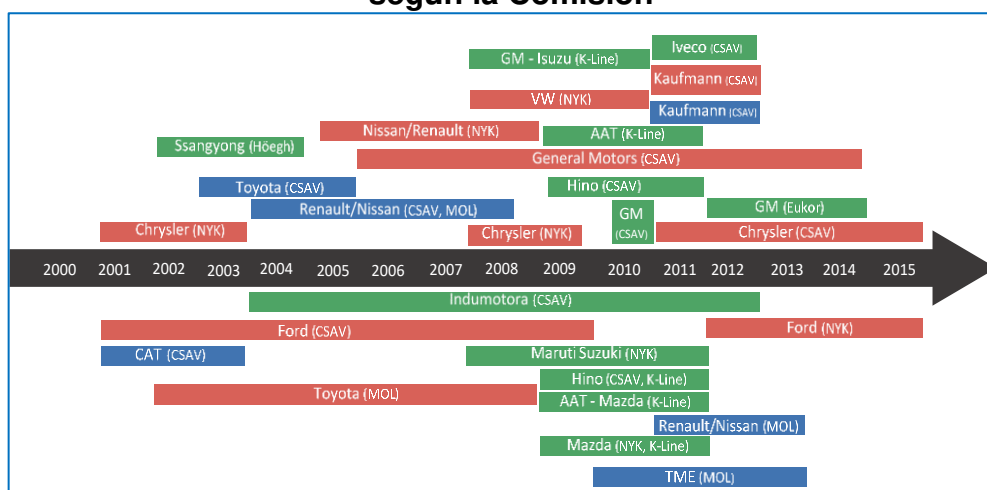 según la Comisión
Iveco (CSAV)
GM - Isuzu (K-Line)
Kaufmann (CSAV)
VW (NYK)
Kaufmann (CSAV)
Nissan/Renault (NYK)
AAT (K-Line)
Ssangyong (Höegh)
General Motors (CSAV)
Toyota (CSAV)
Hino (CSAV)
Renault/Nissan (CSAV, MOL)
GM
(CSAV)
GM (Eukor)
Chrysler (NYK)
Chrysler (NYK)
Chrysler (CSAV)
2000 2001 2002 2003 2004 2005 2006 2007 2008 2009 2010 2011 2012 2013 2014 2015
Indumotora (CSAV)
Ford (CSAV)
Ford (NYK)
CAT (CSAV)
Maruti Suzuki (NYK)
Hino (CSAV, K-Line)
Toyota (MOL)
AAT - Mazda (K-Line)
Renault/Nissan (MOL)
Mazda (NYK, K-Line)
TME (MOL)